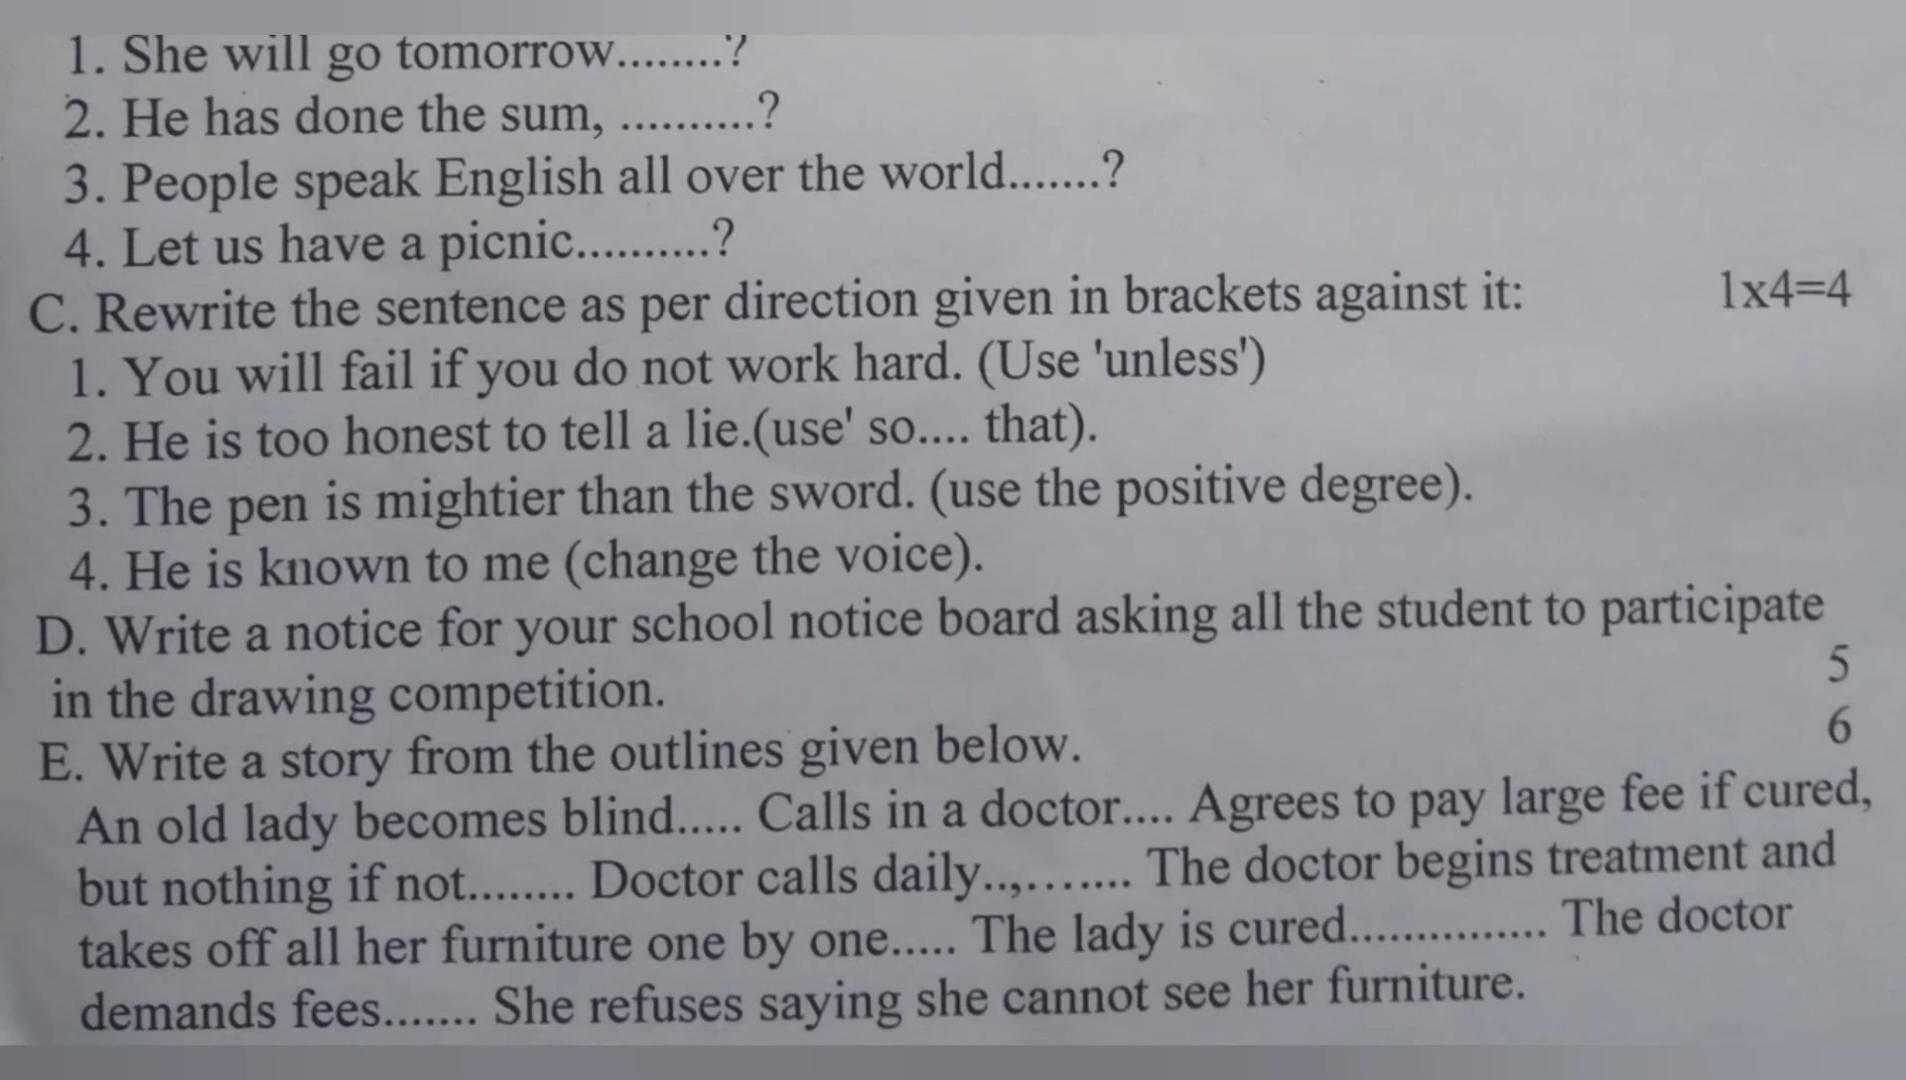 1. She will go tomorrow........?
2. He has done the sum, ..........?
3. People speak English all over the world.......?
4. Let us have a picnic..........?
C. Rewrite the sentence as per direction given in brackets against it: 1x4=4
1. You will fail if you do not work hard. (Use 'unless')
2. He is too honest to tell a lie.(use' so.... that).
3. The pen is mightier than the sword. (use the positive degree).
4. He is known to me (change the voice).
D. Write a notice for your school notice board asking all the student to participate
in the drawing competition. 5
E. Write a story from the outlines given below. 6
An old lady becomes blind..... Calls in a doctor.... Agrees to pay large fee if cured,
but nothing if not........ Doctor calls daily..,....... The doctor begins treatment and
takes off all her furniture one by one..... The lady is cured............... The doctor
demands fees....... She refuses saying she cannot see her furniture.